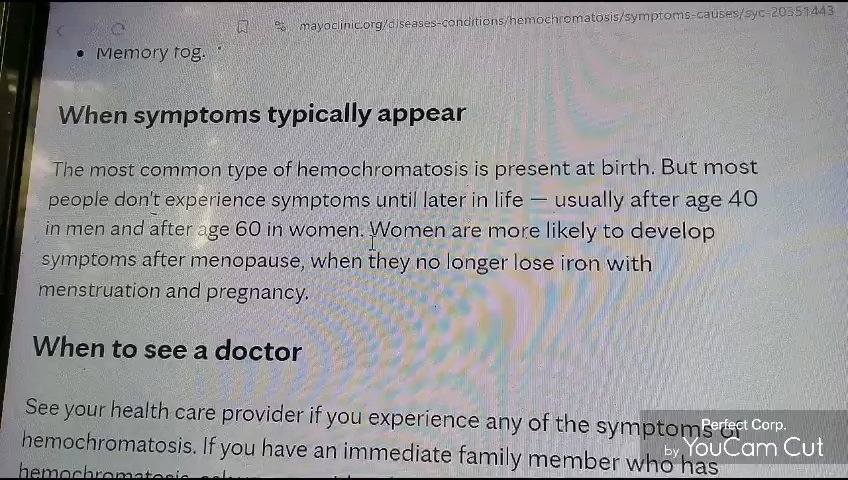 mayoclinic.org/diseases-conditions/hemochromatosis/symptoms-causes/syc-20351443
• Memory fog.
When symptoms typically appear
The most common type of hemochromatosis is present at birth. But most
people don't experience symptoms until later in life — usually after age 40
in men and after age 60 in women. Women are more likely to develop
symptoms after menopause, when they no longer lose iron with
menstruation and pregnancy.
When to see a doctor
See your health care provider if you experience any of the symptoms of
hemochromatosis. If you have an immediate family member who has
hemochromatosis
Perfect Corp.
by YouCam Cut